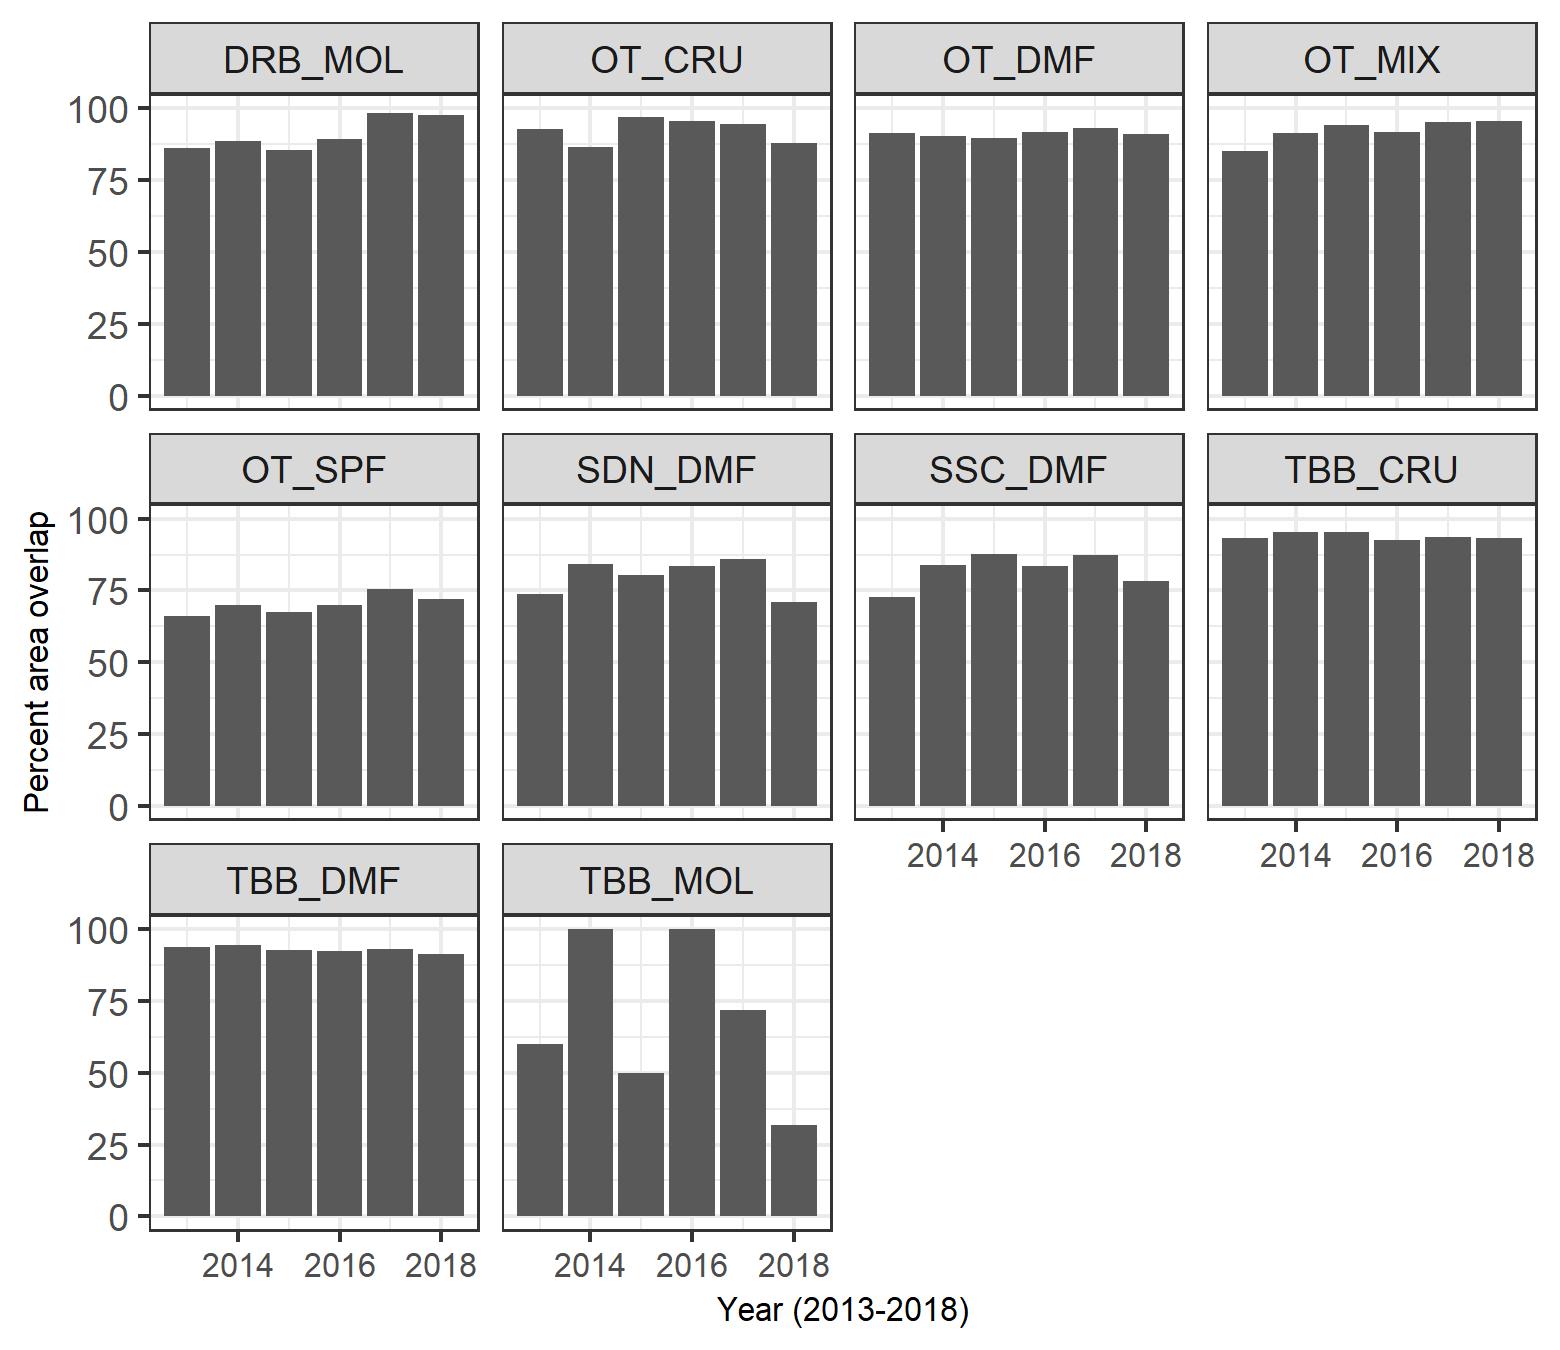 DRB_MOL OT_CRU OT_DMF OT_MIX
100
75
50
25
0
OT_SPF SDN_DMF SSC_DMF TBB_CRU
100
75
50
25
0
Percent area overlap
2014 2016 2018 2014 2016 2018
TBB_DMF TBB_MOL
100
75
50
25
0
2014 2016 2018 2014 2016 2018
Year (2013-2018)